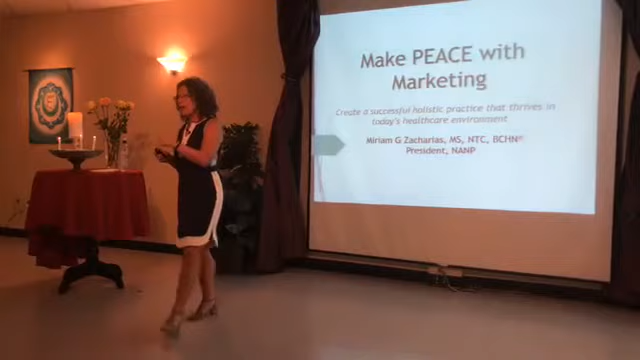 Make PEACE with
Marketing
Create a successful holistic practice that thrives in
today's healthcare environment
Miriam G Zacharias, MS, NTC, BCHN®
President, NANP